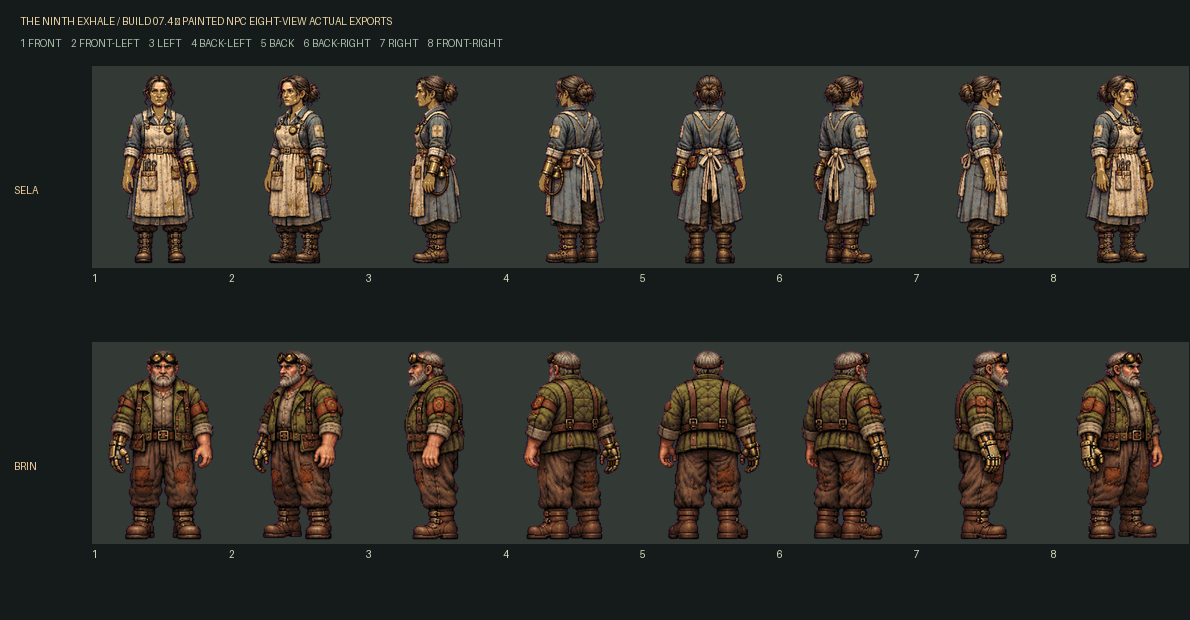 THE NINTH EXHALE / BUILD 07.4 ▯ PAINTED NPC EIGHT-VIEW ACTUAL EXPORTS
1 FRONT 2 FRONT-LEFT 3 LEFT 4 BACK-LEFT 5 BACK 6 BACK-RIGHT 7 RIGHT 8 FRONT-RIGHT
SELA
1 2 3 4 5 6 7 8
BRIN
1 2 3 4 5 6 7 8